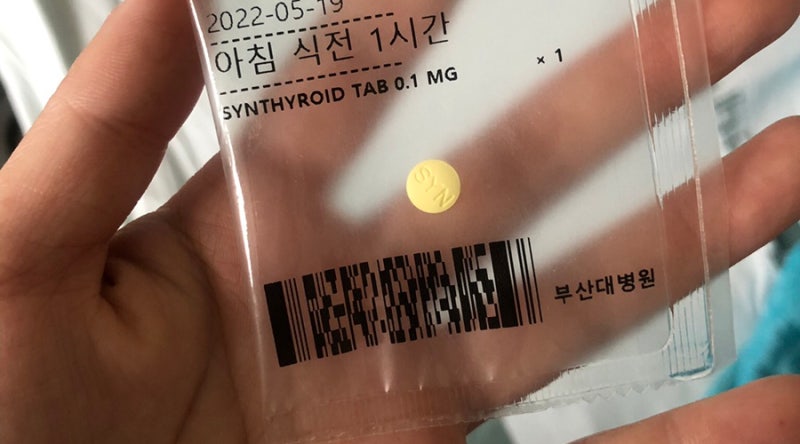 2022-05-19
아침 식전 1시간
SYNTHYROID TAB 0.1 MG × 1
SYN
부산대병원